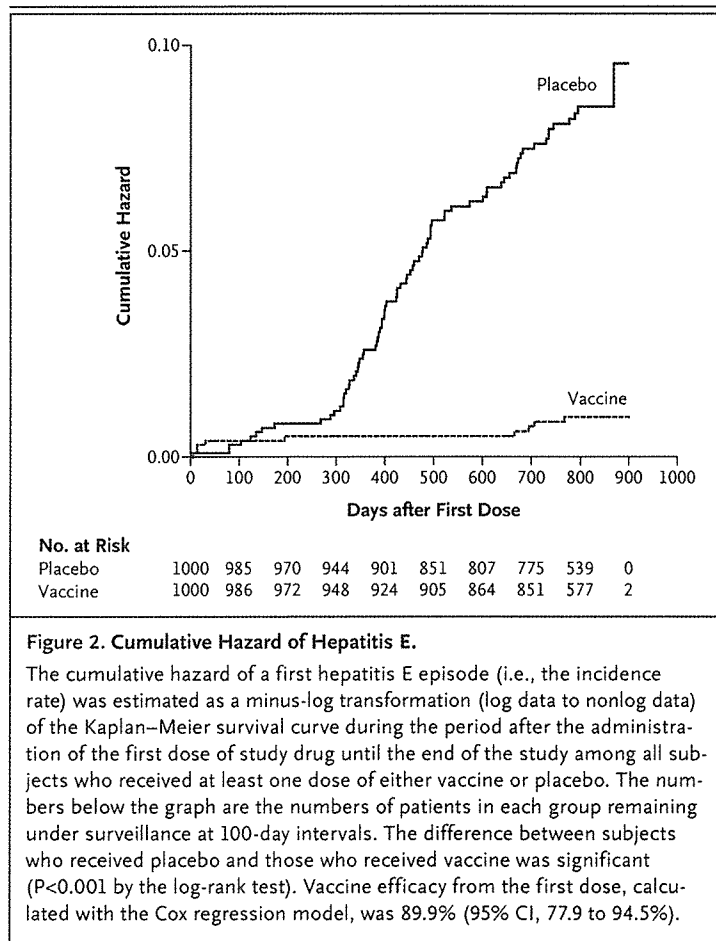 0.10
Placebo
0.05
Cumulative Hazard
Vaccine
0.00
0 100 200 300 400 500 600 700 800 900 1000
Days after First Dose
No. at Risk
Placebo 1000 985 970 944 901 851 807 775 539 0
Vaccine 1000 986 972 948 924 905 864 851 577 2
Figure 2. Cumulative Hazard of Hepatitis E.
The cumulative hazard of a first hepatitis E episode (i.e., the incidence
rate) was estimated as a minus-log transformation (log data to nonlog data)
of the Kaplan–Meier survival curve during the period after the administra-
tion of the first dose of study drug until the end of the study among all sub-
jects who received at least one dose of either vaccine or placebo. The num-
bers below the graph are the numbers of patients in each group remaining
under surveillance at 100-day intervals. The difference between subjects
who received placebo and those who received vaccine was significant
(P<0.001 by the log-rank test). Vaccine efficacy from the first dose, calcu-
lated with the Cox regression model, was 89.9% (95% CI, 77.9 to 94.5%).